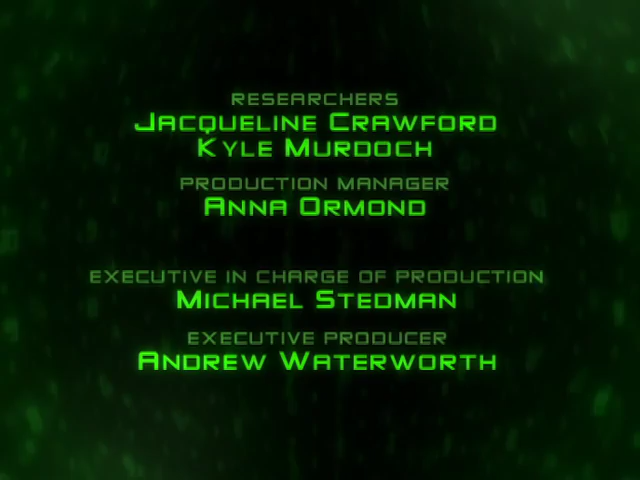 RESEARCHERS
JACQUELINE CRAWFORD
KYLE MURDOCH
PRODUCTION MANAGER
ANNA ORMOND
EXECUTIVE IN CHARGE OF PRODUCTION
MICHAEL STEDMAN
EXECUTIVE PRODUCER
ANDREW WATERWORTH